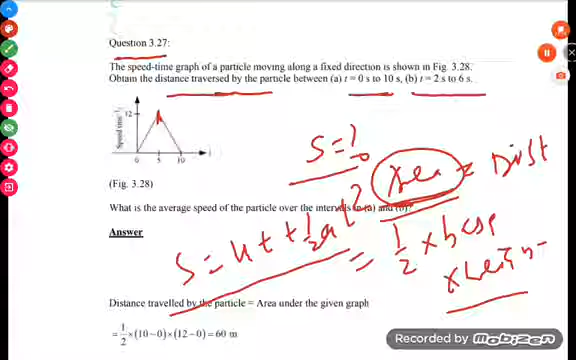 Question 3.27:
The speed-time graph of a particle moving along a fixed direction is shown in Fig. 3.28.
Obtain the distance traversed by the particle between (a) t = 0 s to 10 s, (b) t = 2 s to 6 s.
Speed (ms⁻¹)
12
0 5 10 t
S = ?
Area = Dist
(Fig. 3.28)
What is the average speed of the particle over the intervals in (a) and (b)?
Answer
S = ut + ½at²
= ½ × base
×
Distance travelled by the particle = Area under the given graph
= 1/2 × (10 − 0) × (12 − 0) = 60 m
Recorded by